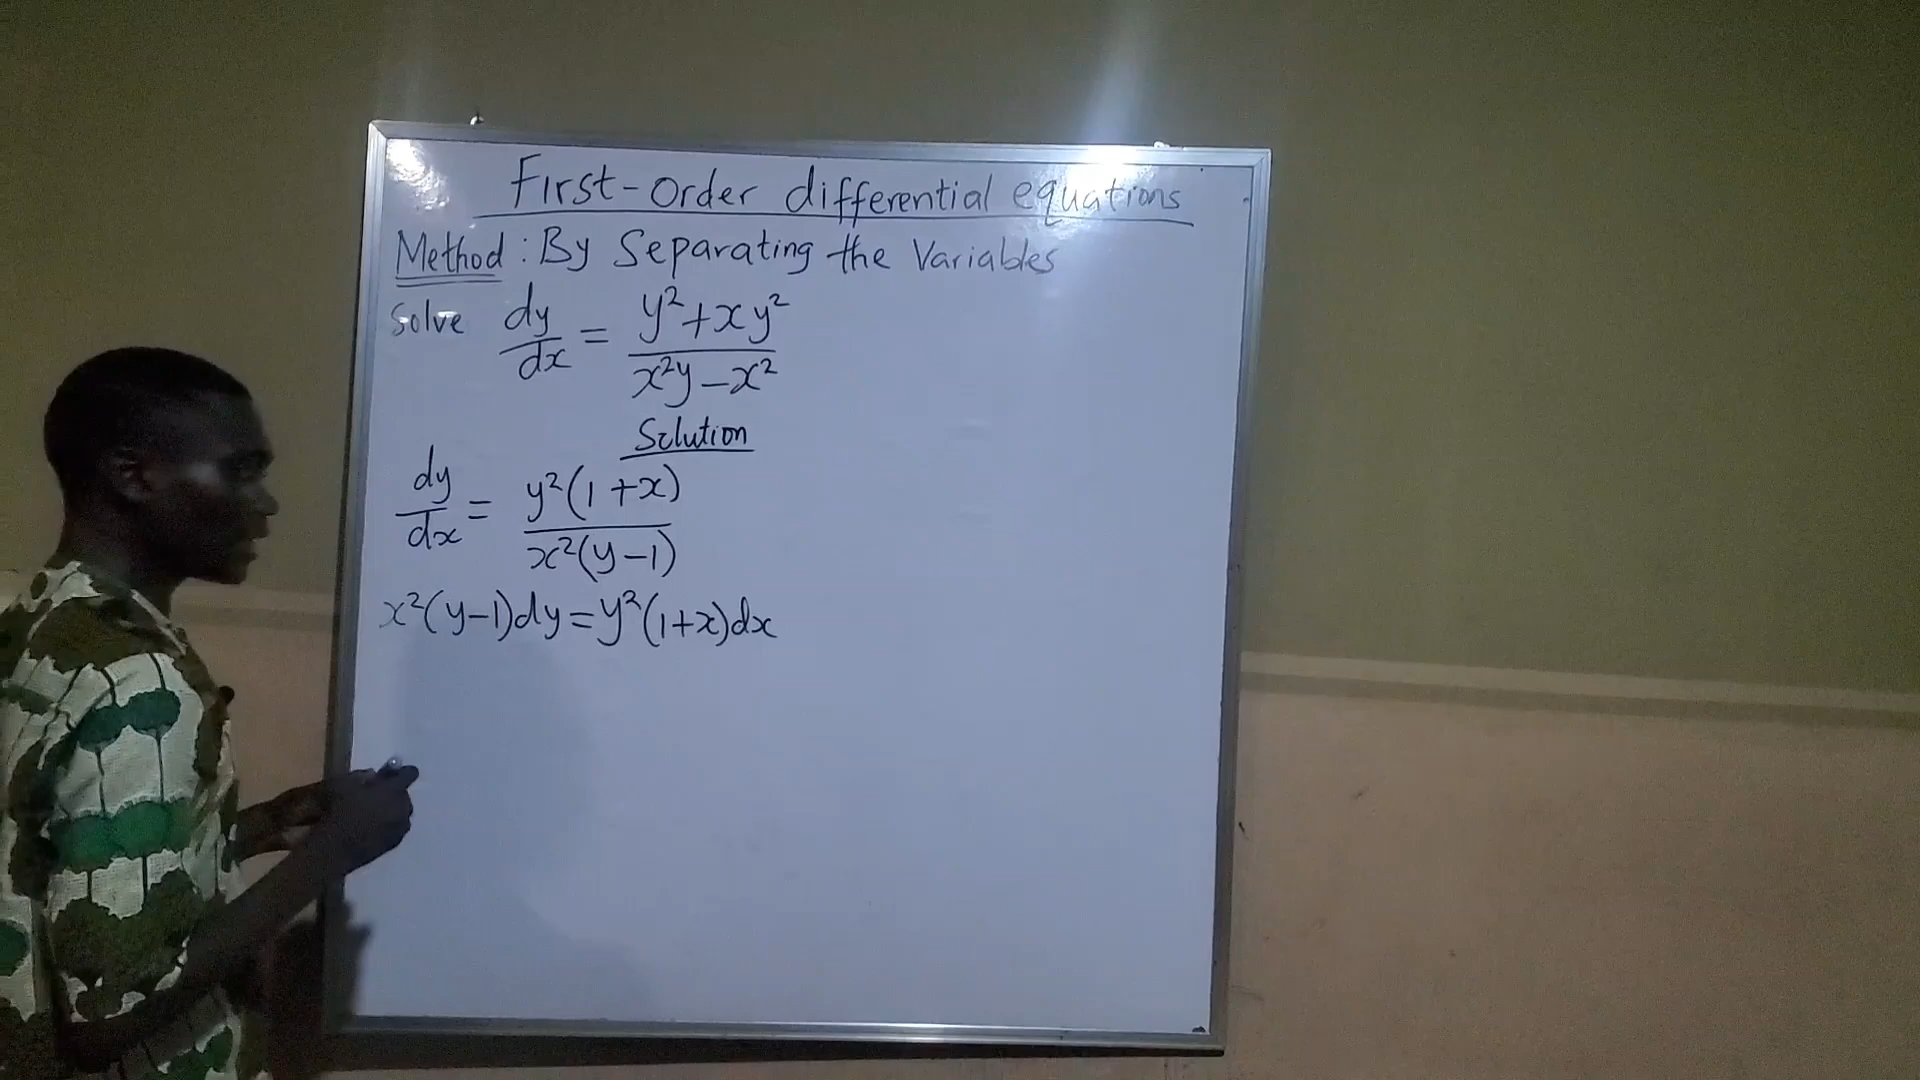 First-Order differential equations
Method: By Separating the Variables
Solve dy/dx = (y²+xy²)/(x²y-x²)
Solution
dy/dx = y²(1+x)/x²(y-1)
x²(y-1)dy=y²(1+x)dx